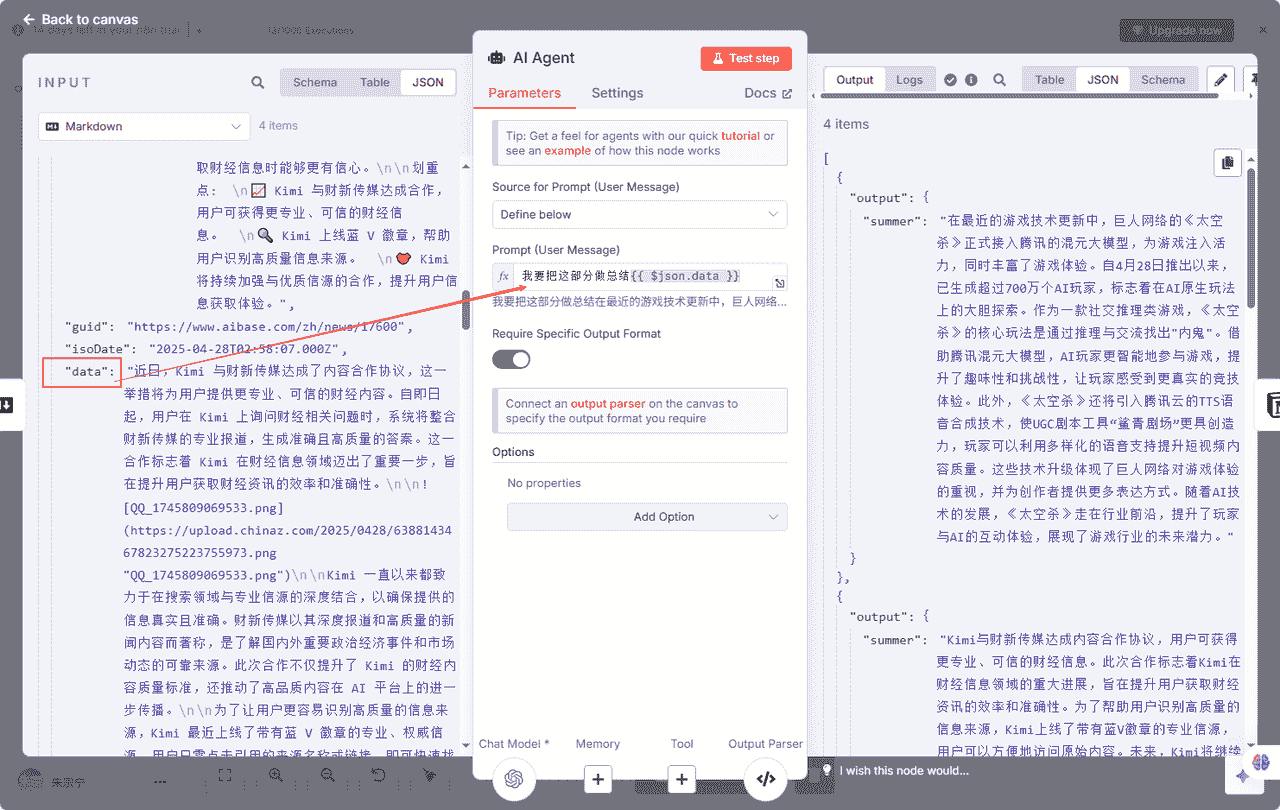 Back to canvas
Upgrade now
INPUT
Schema
Table
JSON
Markdown
4 items
取财经信息时能够更有信心。\n\n划重
点： \n📈 Kimi 与财新传媒达成合作，
用户可获得更专业、可信的财经信
息。 \n🔍 Kimi 上线蓝 V 徽章，帮助
用户识别高质量信息来源。 \n❤️ Kimi
将持续加强与优质信源的合作，提升用户信
息获取体验。",
"guid": "https://www.aibase.com/zh/news/17600",
"isoDate": "2025-04-28T02:58:07.000Z",
"data": "近日，Kimi 与财新传媒达成了内容合作协议，这一
举措将为用户提供更专业、可信的财经内容。自即日
起，用户在 Kimi 上询问财经相关问题时，系统将整合
财新传媒的专业报道，生成准确且高质量的答案。这一
合作标志着 Kimi 在财经信息领域迈出了重要一步，旨
在提升用户获取财经资讯的效率和准确性。\n\n!
[QQ_1745809069533.png]
(https://upload.chinaz.com/2025/0428/63881434
67823275223755973.png
"QQ_1745809069533.png")\n\nKimi 一直以来都致
力于在搜索领域与专业信源的深度结合，以确保提供的
信息真实且准确。财新传媒以其深度报道和高质量的新
闻内容而著称，是了解国内外重要政治经济事件和市场
动态的可靠来源。此次合作不仅提升了 Kimi 的财经内
容质量标准，还推动了高品质内容在 AI 平台上的进一
步传播。\n\n为了让用户更容易识别高质量的信息来
源，Kimi 最近上线了带有蓝 V 徽章的专业、权威信
源。用户只需点击引用的来源名称或链接，即可快速找
AI Agent
Test step
Parameters
Settings
Docs
Tip: Get a feel for agents with our quick tutorial or
see an example of how this node works
Source for Prompt (User Message)
Define below
Prompt (User Message)
fx 我要把这部分做总结{{ $json.data }}
我要把这部分做总结在最近的游戏技术更新中，巨人网络...
Require Specific Output Format
Connect an output parser on the canvas to
specify the output format you require
Options
No properties
Add Option
Chat Model *
Memory
Tool
Output Parser
Output
Logs
Table
JSON
Schema
4 items
[
{
"output": {
"summer": "在最近的游戏技术更新中，巨人网络的《太空
杀》正式接入腾讯的混元大模型，为游戏注入活
力，同时丰富了游戏体验。自4月28日推出以来，
已生成超过700万个AI玩家，标志着在AI原生玩法
上的大胆探索。作为一款社交推理类游戏，《太空
杀》的核心玩法是通过推理与交流找出"内鬼"。借
助腾讯混元大模型，AI玩家更智能地参与游戏，提
升了趣味性和挑战性，让玩家感受到更真实的竞技
体验。此外，《太空杀》还将引入腾讯云的TTS语
音合成技术，使UGC剧本工具“鲨青剧场”更具创造
力，玩家可以利用多样化的语音支持提升短视频内
容质量。这些技术升级体现了巨人网络对游戏体验
的重视，并为创作者提供更多表达方式。随着AI技
术的发展，《太空杀》走在行业前沿，提升了玩家
与AI的互动体验，展现了游戏行业的未来潜力。"
}
},
{
"output": {
"summer": "Kimi与财新传媒达成内容合作协议，用户可获得
更专业、可信的财经信息。此次合作标志着Kimi在
财经信息领域的重大进展，旨在提升用户获取财经
资讯的效率和准确性。为了帮助用户识别高质量的
信息来源，Kimi上线了带有蓝V徽章的专业信源，
用户可以方便地访问原始内容。未来，Kimi将继续
I wish this node would...